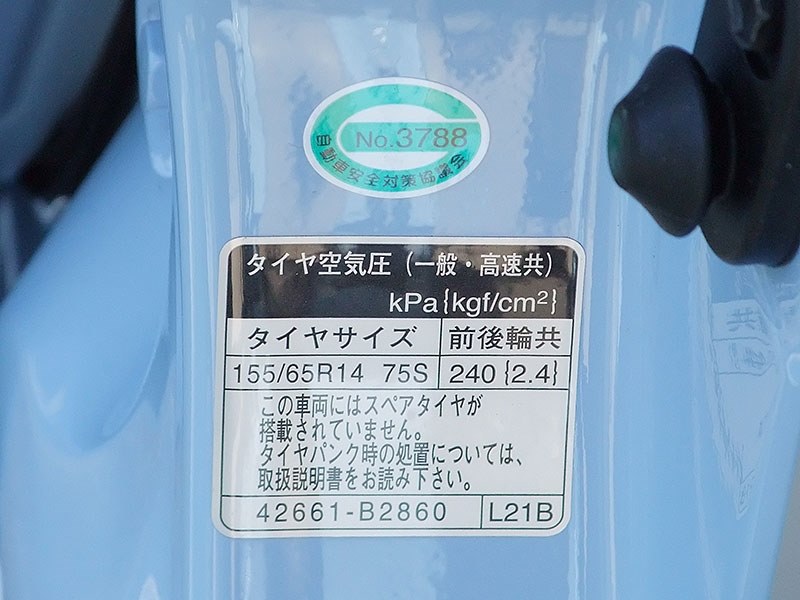 No.3788
自動車安全対策協議会
タイヤ空気圧（一般・高速共）
kPa{kgf/cm²}
タイヤサイズ 前後輪共
155/65R14 75S 240{2.4}
この車両にはスペアタイヤが
搭載されていません。
タイヤパンク時の処置については、
取扱説明書をお読み下さい。
42661-B2860 L21B